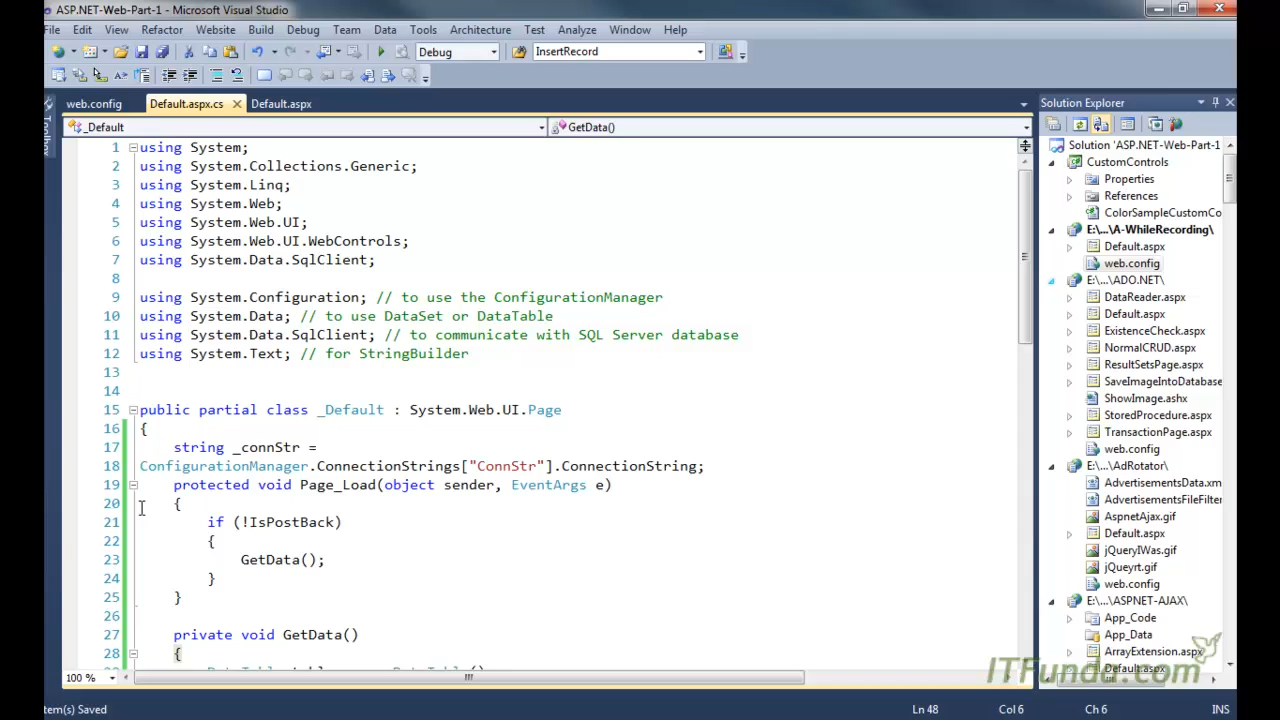 ASP.NET-Web-Part-1 - Microsoft Visual Studio
File Edit View Refactor Website Build Debug Team Data Tools Architecture Test Analyze Window Help
Debug InsertRecord
web.config Default.aspx.cs Default.aspx
_Default GetData()
Toolbox
1 using System;
2 using System.Collections.Generic;
3 using System.Linq;
4 using System.Web;
5 using System.Web.UI;
6 using System.Web.UI.WebControls;
7 using System.Data.SqlClient;
8
9 using System.Configuration; // to use the ConfigurationManager
10 using System.Data; // to use DataSet or DataTable
11 using System.Data.SqlClient; // to communicate with SQL Server database
12 using System.Text; // for StringBuilder
13
14
15 public partial class _Default : System.Web.UI.Page
16 {
17 string _connStr =
18 ConfigurationManager.ConnectionStrings["ConnStr"].ConnectionString;
19 protected void Page_Load(object sender, EventArgs e)
20 {
21 if (!IsPostBack)
22 {
23 GetData();
24 }
25 }
26
27 private void GetData()
28 {
100 %
Solution Explorer
Solution 'ASP.NET-Web-Part-1
CustomControls
Properties
References
ColorSampleCustomCo
E:\...\A-WhileRecording\
Default.aspx
web.config
E:\...\ADO.NET\
DataReader.aspx
Default.aspx
ExistenceCheck.aspx
NormalCRUD.aspx
ResultSetsPage.aspx
SaveImageIntoDatabase
ShowImage.ashx
StoredProcedure.aspx
TransactionPage.aspx
web.config
E:\...\AdRotator\
AdvertisementsData.xm
AdvertisementsFileFilter
AspnetAjax.gif
Default.aspx
jQueryIWas.gif
jQueyrt.gif
web.config
E:\...\ASPNET-AJAX\
App_Code
App_Data
ArrayExtension.aspx
Default.aspx
ITFunda.com
tem(s) Saved Ln 48 Col 6 Ch 6 INS